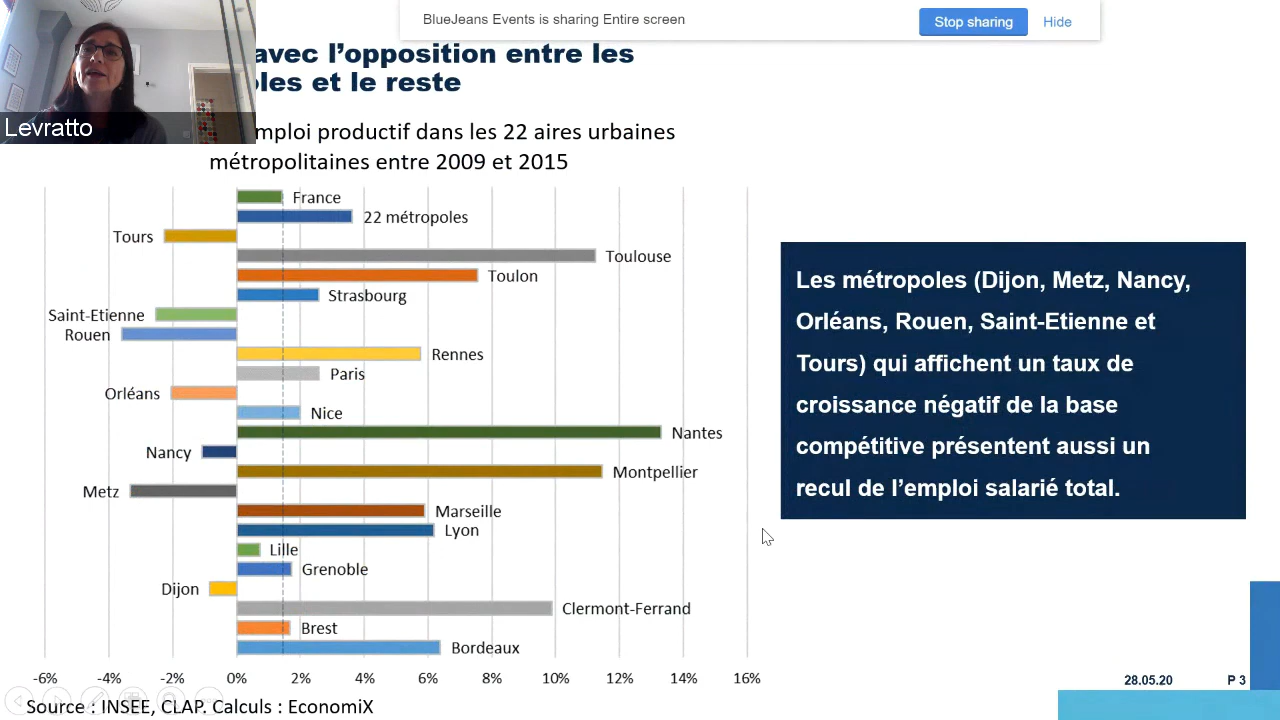 BlueJeans Events is sharing Entire screen
Stop sharing
Hide
Levratto
avec l’opposition entre les
et le reste
dans les 22 aires urbaines
métropolitaines entre 2009 et 2015
France
22 métropoles
Tours
Toulouse
Toulon
Strasbourg
Saint-Etienne
Rouen
Rennes
Paris
Orléans
Nice
Nantes
Nancy
Montpellier
Metz
Marseille
Lyon
Lille
Grenoble
Dijon
Clermont-Ferrand
Brest
Bordeaux
-6% -4% -2% 0% 2% 4% 6% 8% 10% 12% 14% 16%
Source : INSEE, CLAP. Calculs : EconomiX
Les métropoles (Dijon, Metz, Nancy,
Orléans, Rouen, Saint-Etienne et
Tours) qui affichent un taux de
croissance négatif de la base
compétitive présentent aussi un
recul de l’emploi salarié total.
28.05.20 P 3